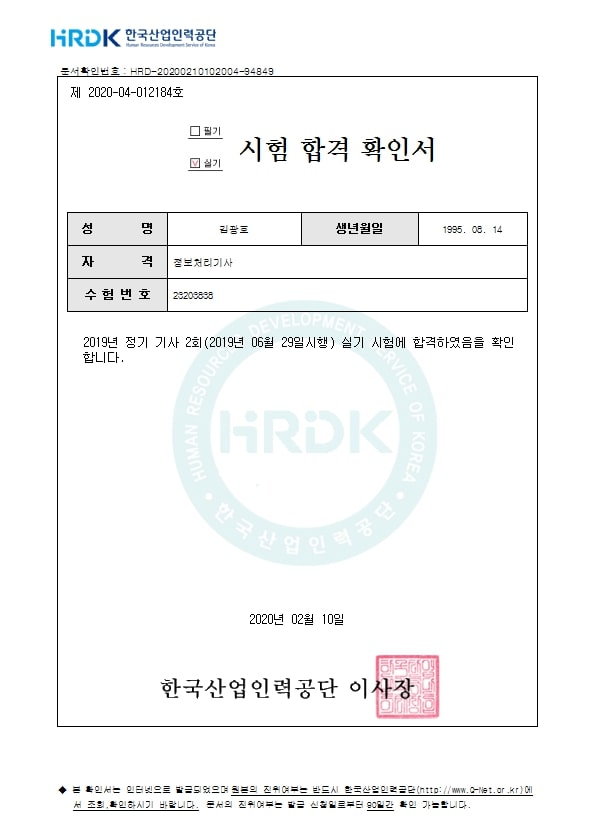 HRDK 한국산업인력공단
Human Resources Development Service of Korea
문서확인번호 : HRD-20200210102004-94849
제 2020-04-012184호
필기
시험 합격 확인서
V 실기
성 명 김광호 생년월일 1995. 08. 14
자 격 정보처리기사
수 험 번 호 23203838
2019년 정기 기사 2회(2019년 06월 29일시행) 실기 시험에 합격하였음을 확인
합니다.
HUMAN RESOURCES DEVELOPMENT SERVICE OF KOREA
HRDK
한국산업인력공단
2020년 02월 10일
한국산업인력공단 이사장
◆ 본 확인서는 인터넷으로 발급되었으며 원본의 진위여부는 반드시 한국산업인력공단(http://www.Q-Net.or.kr)에
서 조회,확인하시기 바랍니다. 문서의 진위여부는 발급 신청일로부터 90일간 확인 가능합니다.